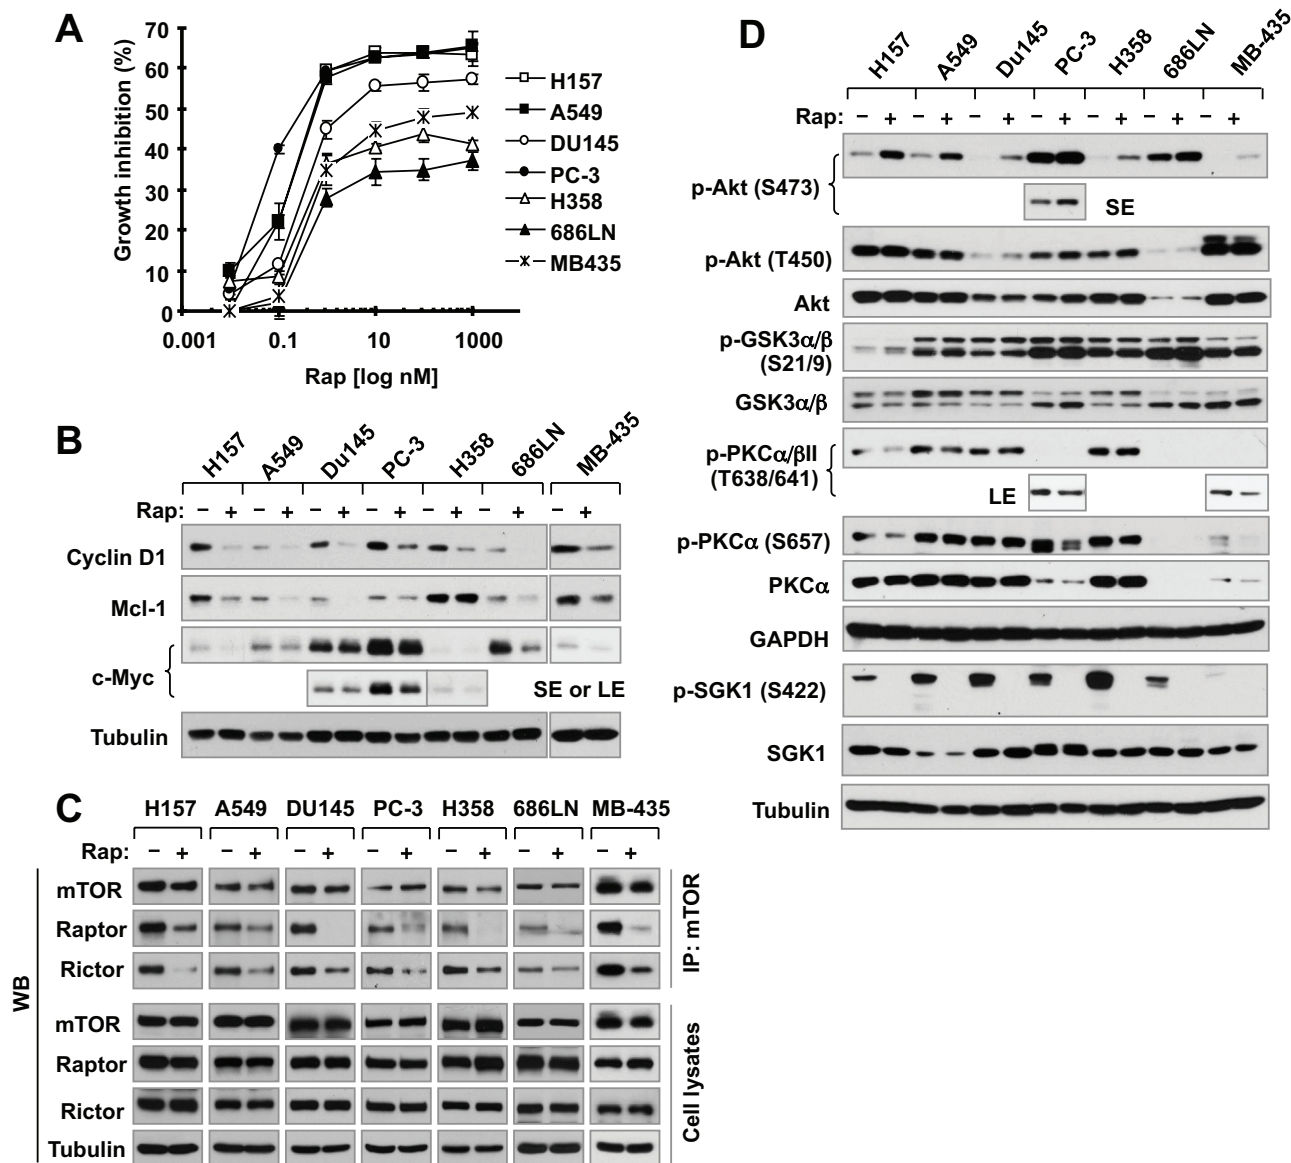 A
Growth inhibition (%)
70
60
50
40
30
20
10
0
0.001 0.1 10 1000
Rap [log nM]
H157
A549
DU145
PC-3
H358
686LN
MB435
B
H157 A549 Du145 PC-3 H358 686LN MB-435
Rap: − + − + − + − + − + − + − +
Cyclin D1
Mcl-1
c-Myc
SE or LE
Tubulin
C
H157 A549 DU145 PC-3 H358 686LN MB-435
Rap: − + − + − + − + − + − + − +
WB
mTOR
Raptor
Rictor
IP: mTOR
mTOR
Raptor
Rictor
Tubulin
Cell lysates
D
H157 A549 Du145 PC-3 H358 686LN MB-435
Rap: − + − + − + − + − + − + − +
p-Akt (S473)
SE
p-Akt (T450)
Akt
p-GSK3α/β
(S21/9)
GSK3α/β
p-PKCα/βII
(T638/641)
LE
p-PKCα (S657)
PKCα
GAPDH
p-SGK1 (S422)
SGK1
Tubulin